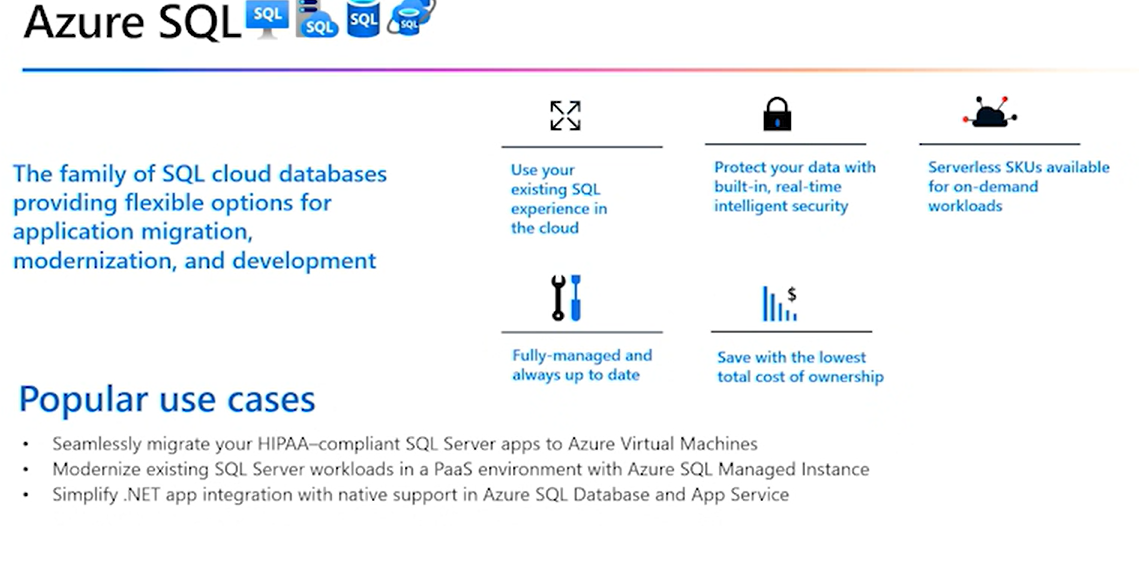 Azure SQL
SQL
SQL
SQL
SQL
The family of SQL cloud databases
providing flexible options for
application migration,
modernization, and development
Use your
existing SQL
experience in
the cloud
Protect your data with
built-in, real-time
intelligent security
Serverless SKUs available
for on-demand
workloads
Fully-managed and
always up to date
$
Save with the lowest
total cost of ownership
Popular use cases
• Seamlessly migrate your HIPAA–compliant SQL Server apps to Azure Virtual Machines
• Modernize existing SQL Server workloads in a PaaS environment with Azure SQL Managed Instance
• Simplify .NET app integration with native support in Azure SQL Database and App Service